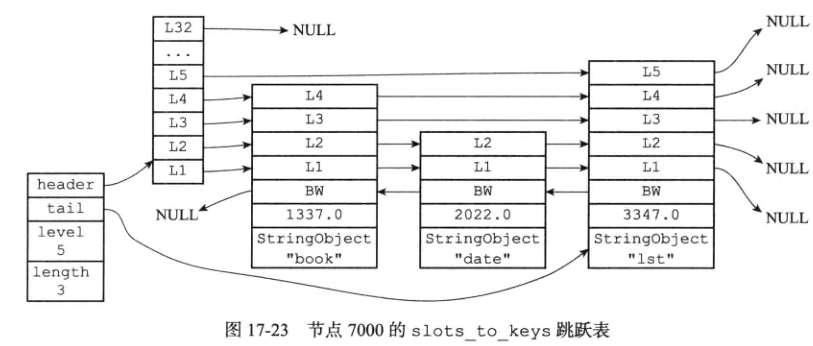 L32
NULL
...
L5
L4
L3
L2
L1
header
tail
level
5
length
3
NULL
L4
L3
L2
L1
BW
1337.0
StringObject
"book"
L2
L1
BW
2022.0
StringObject
"date"
L5
L4
L3
L2
L1
BW
3347.0
StringObject
"lst"
NULL
NULL
NULL
NULL
NULL
图 17-23 节点 7000 的 slots_to_keys 跳跃表